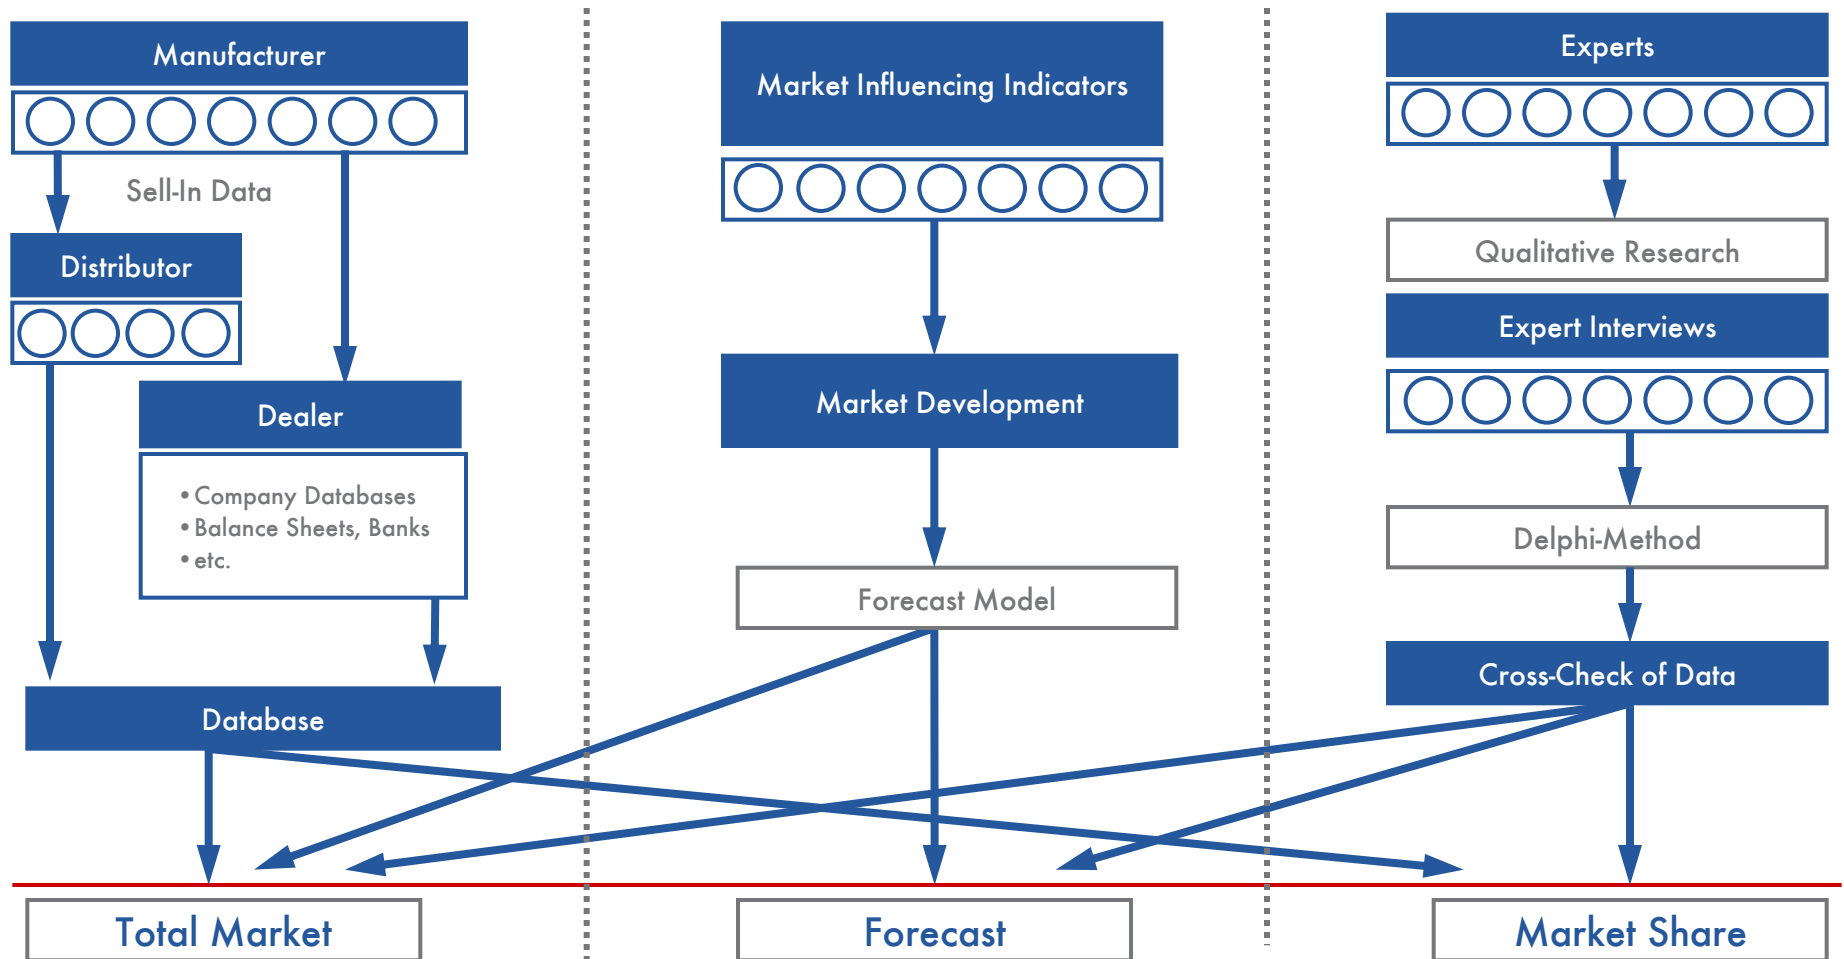 Manufacturer
Sell-In Data
Distributor
Dealer
• Company Databases
• Balance Sheets, Banks
• etc.
Database
Total Market
Market Influencing Indicators
Market Development
Forecast Model
Forecast
Experts
Qualitative Research
Expert Interviews
Delphi-Method
Cross-Check of Data
Market Share